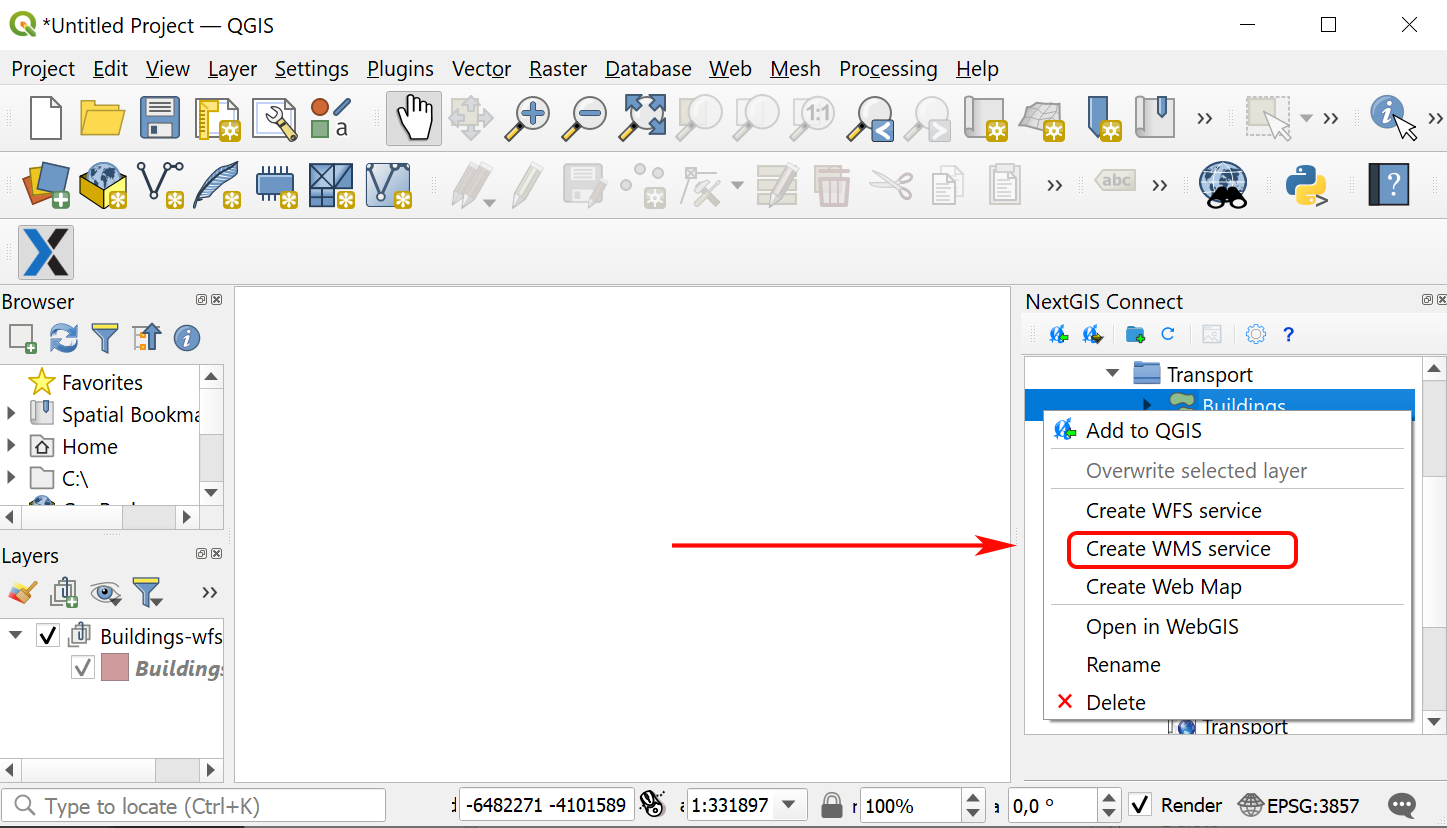 *Untitled Project — QGIS
Project Edit View Layer Settings Plugins Vector Raster Database Web Mesh Processing Help
a
1:1
abc
Browser
Favorites
Spatial Bookma
Home
C:\
Layers
Buildings-wfs
Buildings
NextGIS Connect
Transport
Buildings
Add to QGIS
Overwrite selected layer
Create WFS service
Create WMS service
Create Web Map
Open in WebGIS
Rename
Delete
Transport
Type to locate (Ctrl+K)
-6482271 -4101589
1:331897
100%
0,0 °
Render
EPSG:3857